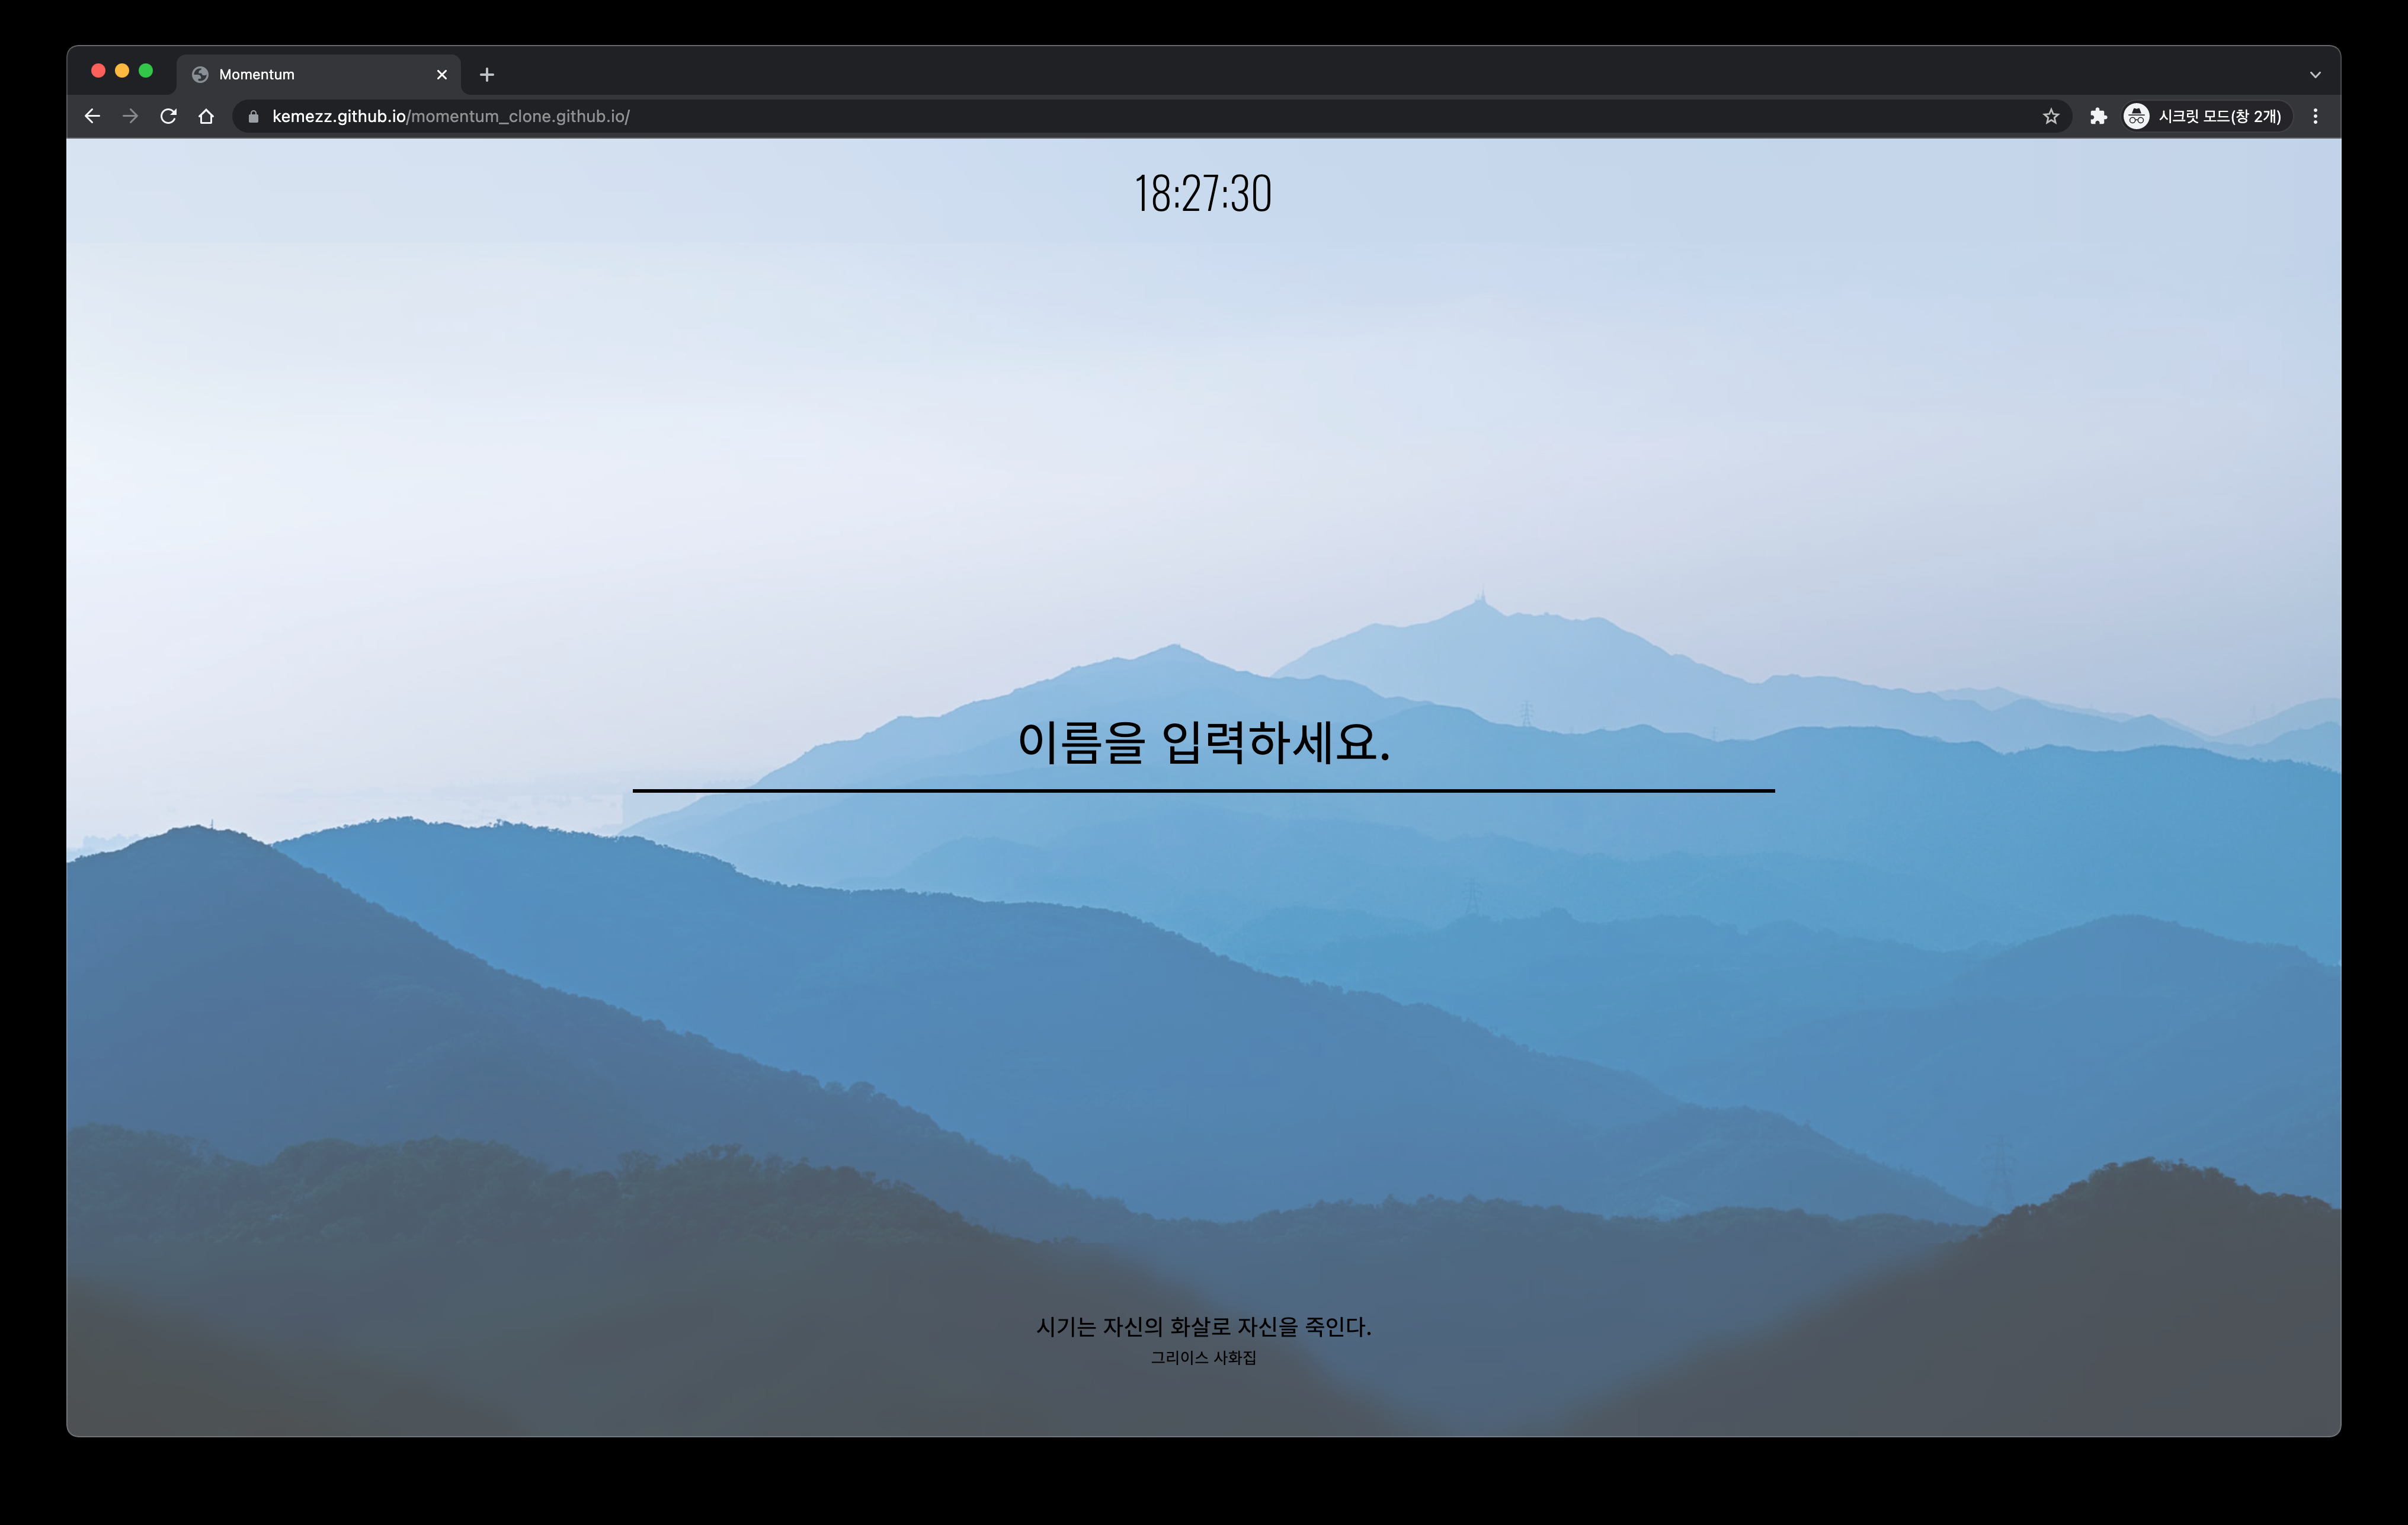 Momentum
kemezz.github.io/momentum_clone.github.io/
시크릿 모드(창 2개)
18:27:30
이름을 입력하세요.
시기는 자신의 화살로 자신을 죽인다.
그리이스 사화집